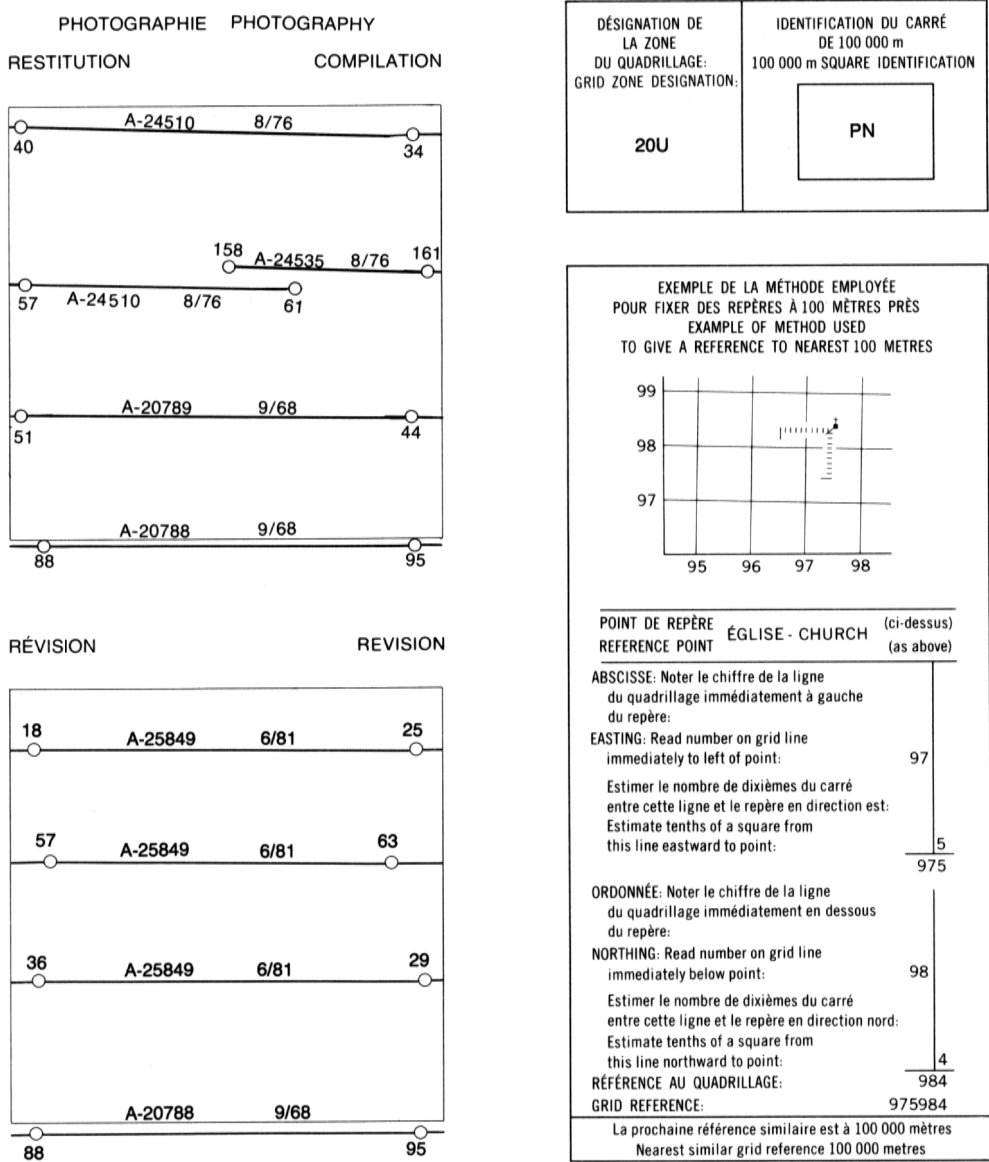 PHOTOGRAPHIE PHOTOGRAPHY
RESTITUTION COMPILATION
A-24510 8/76
40 34
158 A-24535 8/76 161
57 A-24510 8/76 61
A-20789 9/68
51 44
A-20788 9/68
88 95
RÉVISION REVISION
18 A-25849 6/81 25
57 A-25849 6/81 63
36 A-25849 6/81 29
A-20788 9/68
88 95
DÉSIGNATION DE
LA ZONE
DU QUADRILLAGE:
GRID ZONE DESIGNATION:
20U
IDENTIFICATION DU CARRÉ
DE 100 000 m
100 000 m SQUARE IDENTIFICATION
PN
EXEMPLE DE LA MÉTHODE EMPLOYÉE
POUR FIXER DES REPÈRES À 100 MÈTRES PRÈS
EXAMPLE OF METHOD USED
TO GIVE A REFERENCE TO NEAREST 100 METRES
99
98
97
95 96 97 98
POINT DE REPÈRE
REFERENCE POINT
ÉGLISE - CHURCH
(ci-dessus)
(as above)
ABSCISSE: Noter le chiffre de la ligne
du quadrillage immédiatement à gauche
du repère:
EASTING: Read number on grid line
immediately to left of point: 97
Estimer le nombre de dixièmes du carré
entre cette ligne et le repère en direction est:
Estimate tenths of a square from
this line eastward to point: 5
975
ORDONNÉE: Noter le chiffre de la ligne
du quadrillage immédiatement en dessous
du repère:
NORTHING: Read number on grid line
immediately below point: 98
Estimer le nombre de dixièmes du carré
entre cette ligne et le repère en direction nord:
Estimate tenths of a square from
this line northward to point: 4
RÉFÉRENCE AU QUADRILLAGE: 984
GRID REFERENCE: 975984
La prochaine référence similaire est à 100 000 mètres
Nearest similar grid reference 100 000 metres